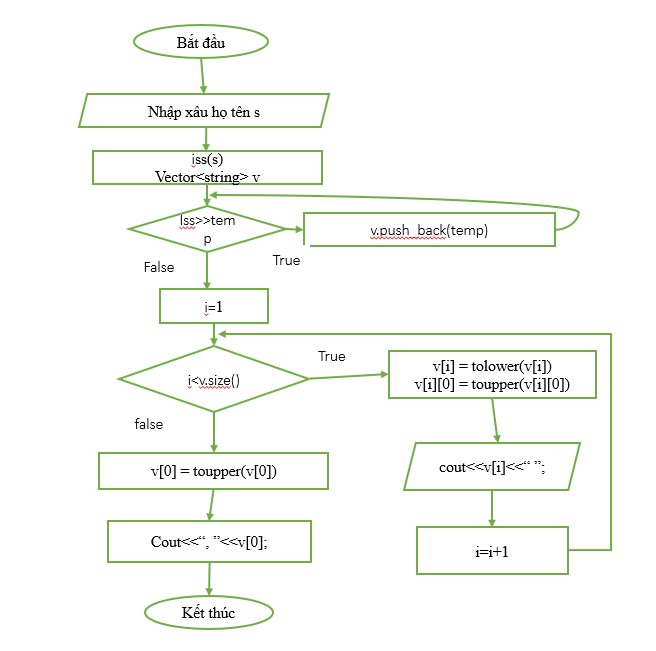 Bắt đầu
Nhập xâu họ tên s
iss(s)
Vector<string> v
Iss>>tem
p
v.push_back(temp)
True
False
i=1
True
i<v.size()
v[i] = tolower(v[i])
v[i][0] = toupper(v[i][0])
false
cout<<v[i]<<“ ”;
v[0] = toupper(v[0])
Cout<<“, ”<<v[0];
i=i+1
Kết thúc